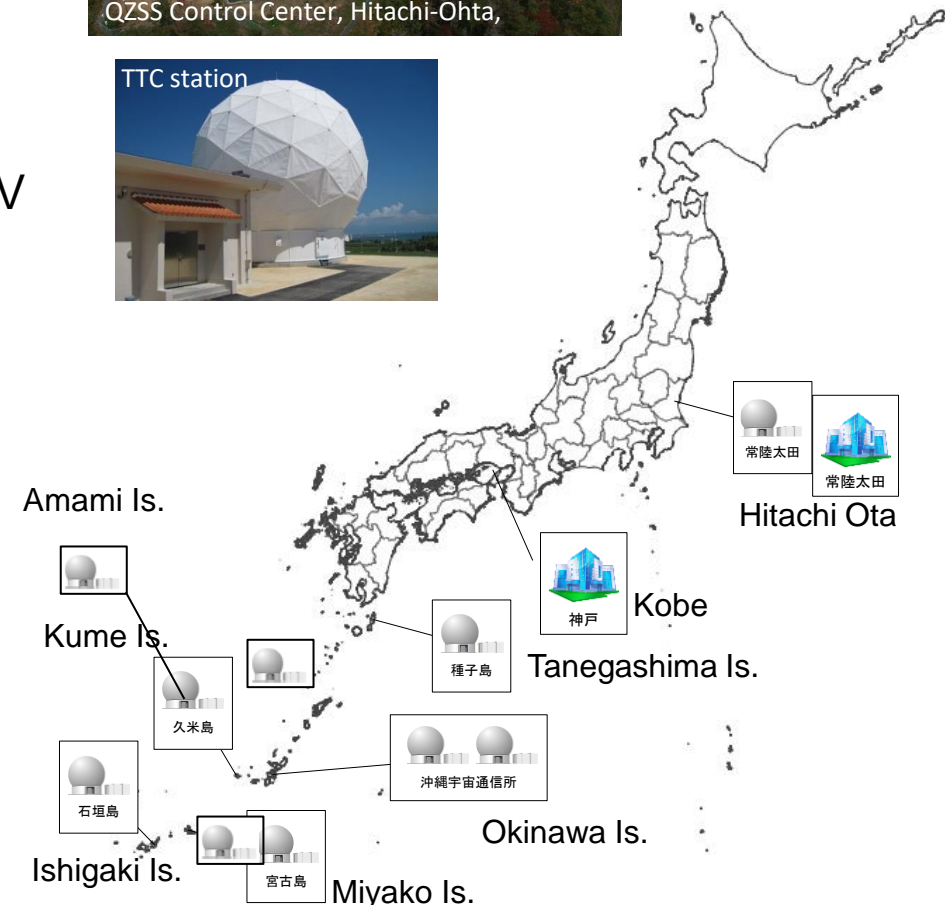 QZSS Control Center, Hitachi-Ohta,
TTC station
V
常陸太田
常陸太田
Hitachi Ota
Amami Is.
神戸
Kobe
Kume Is.
種子島
Tanegashima Is.
久米島
沖縄宇宙通信所
石垣島
Okinawa Is.
Ishigaki Is.
宮古島
Miyako Is.